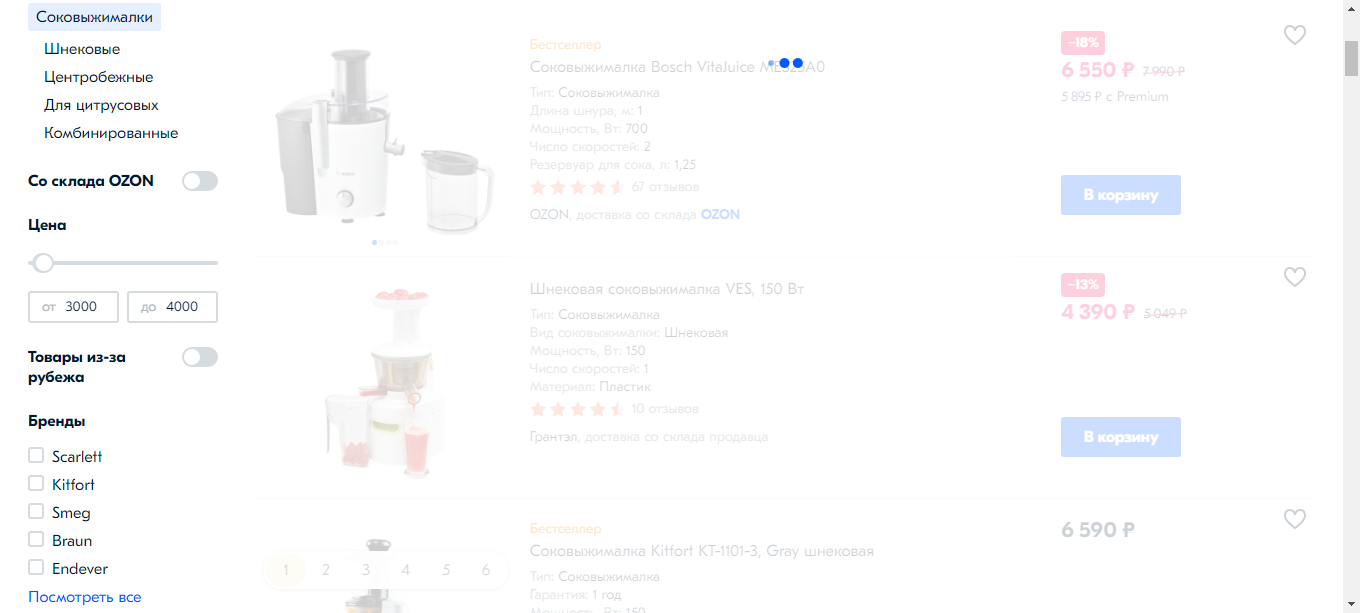 Соковыжималки
Шнековые
Центробежные
Для цитрусовых
Комбинированные
Со склада OZON
Цена
от 3000
до 4000
Товары из-за
рубежа
Бренды
Scarlett
Kitfort
Smeg
Braun
Endever
Посмотреть все
Бестселлер
Соковыжималка Bosch VitaJuice
Тип: Соковыжималка
Длина шнура, м: 1
Мощность, Вт: 700
Число скоростей: 2
Резервуар для сока, л: 1,25
67 отзывов
OZON, доставка со склада OZON
−18%
6 550 ₽ 7 990 ₽
5 895 ₽ с Premium
В корзину
Шнековая соковыжималка VES, 150 Вт
Тип: Соковыжималка
Вид соковыжималки: Шнековая
Мощность, Вт: 150
Число скоростей: 1
Материал: Пластик
10 отзывов
Грантэл, доставка со склада продавца
−13%
4 390 ₽ 5 049 ₽
В корзину
Бестселлер
Соковыжималка Kitfort КТ-1101-3, Gray шнековая
Тип: Соковыжималка
Гарантия: 1 год
Мощность, Вт: 150
6 590 ₽
1 2 3 4 5 6